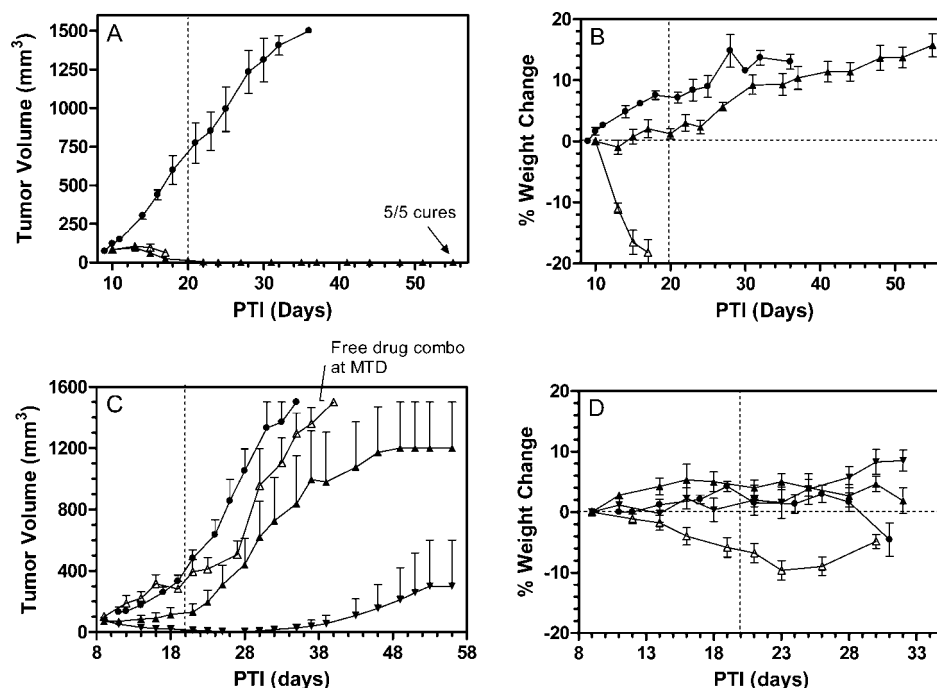 A
Tumor Volume (mm³)
1500
1250
1000
750
500
250
0
5/5 cures
10 20 30 40 50
PTI (Days)
B
% Weight Change
20
10
0
-10
-20
10 20 30 40 50
PTI (Days)
Free drug combo
at MTD
C
Tumor Volume (mm³)
1600
1200
800
400
0
8 18 28 38 48 58
PTI (Days)
D
% Weight Change
20
10
0
-10
-20
8 13 18 23 28 33
PTI (days)